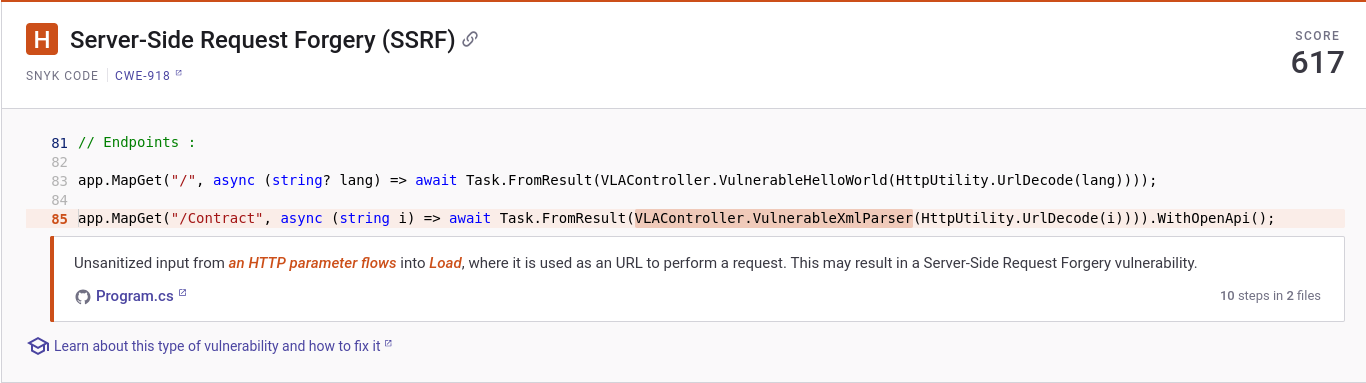 H Server-Side Request Forgery (SSRF)
SCORE
617
SNYK CODE CWE-918
81 // Endpoints :
82
83 app.MapGet("/", async (string? lang) => await Task.FromResult(VLAController.VulnerableHelloWorld(HttpUtility.UrlDecode(lang))));
84
85 app.MapGet("/Contract", async (string i) => await Task.FromResult(VLAController.VulnerableXmlParser(HttpUtility.UrlDecode(i)))).WithOpenApi();
Unsanitized input from an HTTP parameter flows into Load, where it is used as an URL to perform a request. This may result in a Server-Side Request Forgery vulnerability.
Program.cs
10 steps in 2 files
Learn about this type of vulnerability and how to fix it